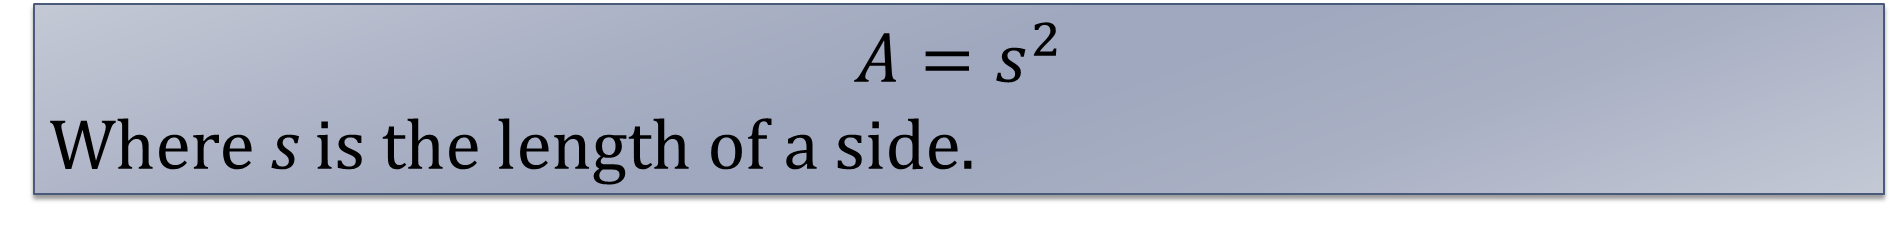 A = s²
Where s is the length of a side.